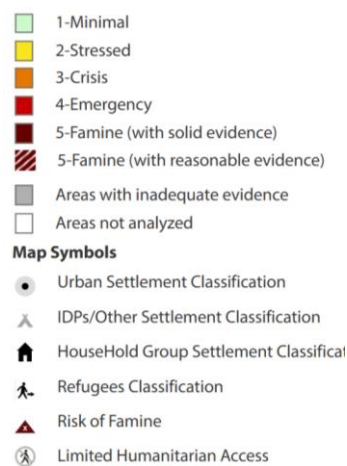 1-Minimal
2-Stressed
3-Crisis
4-Emergency
5-Famine (with solid evidence)
5-Famine (with reasonable evidence)
Areas with inadequate evidence
Areas not analyzed
Map Symbols
Urban Settlement Classification
IDPs/Other Settlement Classification
HouseHold Group Settlement Classificat
Refugees Classification
Risk of Famine
Limited Humanitarian Access